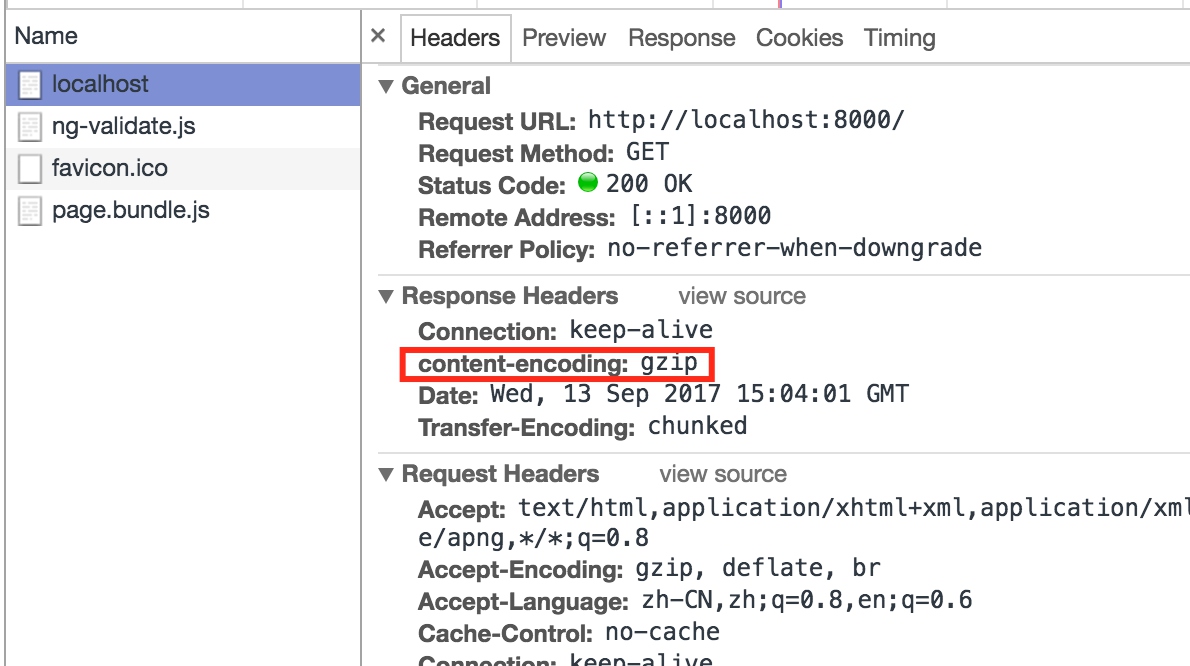 Name
localhost
ng-validate.js
favicon.ico
page.bundle.js
× Headers Preview Response Cookies Timing
▼ General
Request URL: http://localhost:8000/
Request Method: GET
Status Code: 200 OK
Remote Address: [::1]:8000
Referrer Policy: no-referrer-when-downgrade
▼ Response Headers view source
Connection: keep-alive
content-encoding: gzip
Date: Wed, 13 Sep 2017 15:04:01 GMT
Transfer-Encoding: chunked
▼ Request Headers view source
Accept: text/html,application/xhtml+xml,application/xml
e/apng,*/*;q=0.8
Accept-Encoding: gzip, deflate, br
Accept-Language: zh-CN,zh;q=0.8,en;q=0.6
Cache-Control: no-cache
Connection: keep-alive